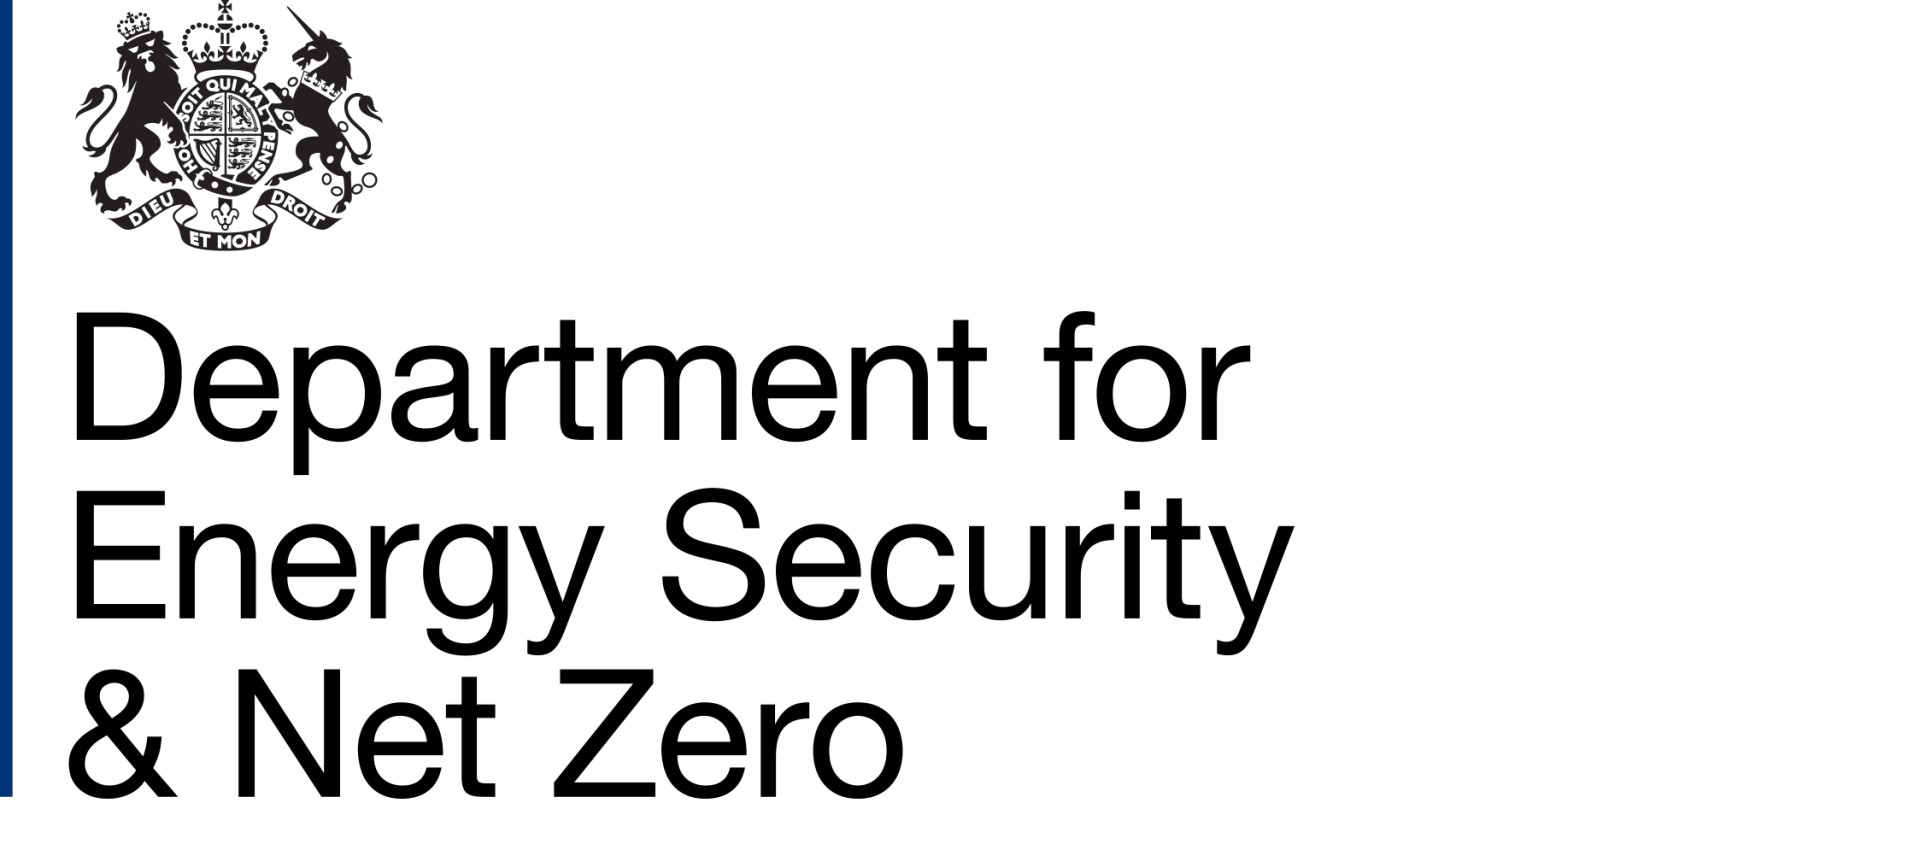 HONI SOIT QUI MAL Y PENSE
DIEU ET MON DROIT
Department for
Energy Security
& Net Zero